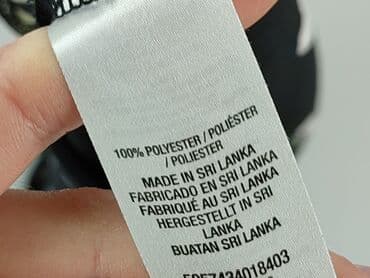 100% POLYESTER / POLIÉSTER
/ POLIESTER
MADE IN SRI LANKA
FABRICADO EN SRI LANKA
FABRIQUÉ AU SRI LANKA
HERGESTELLT IN SRI
LANKA
BUATAN SRI LANKA